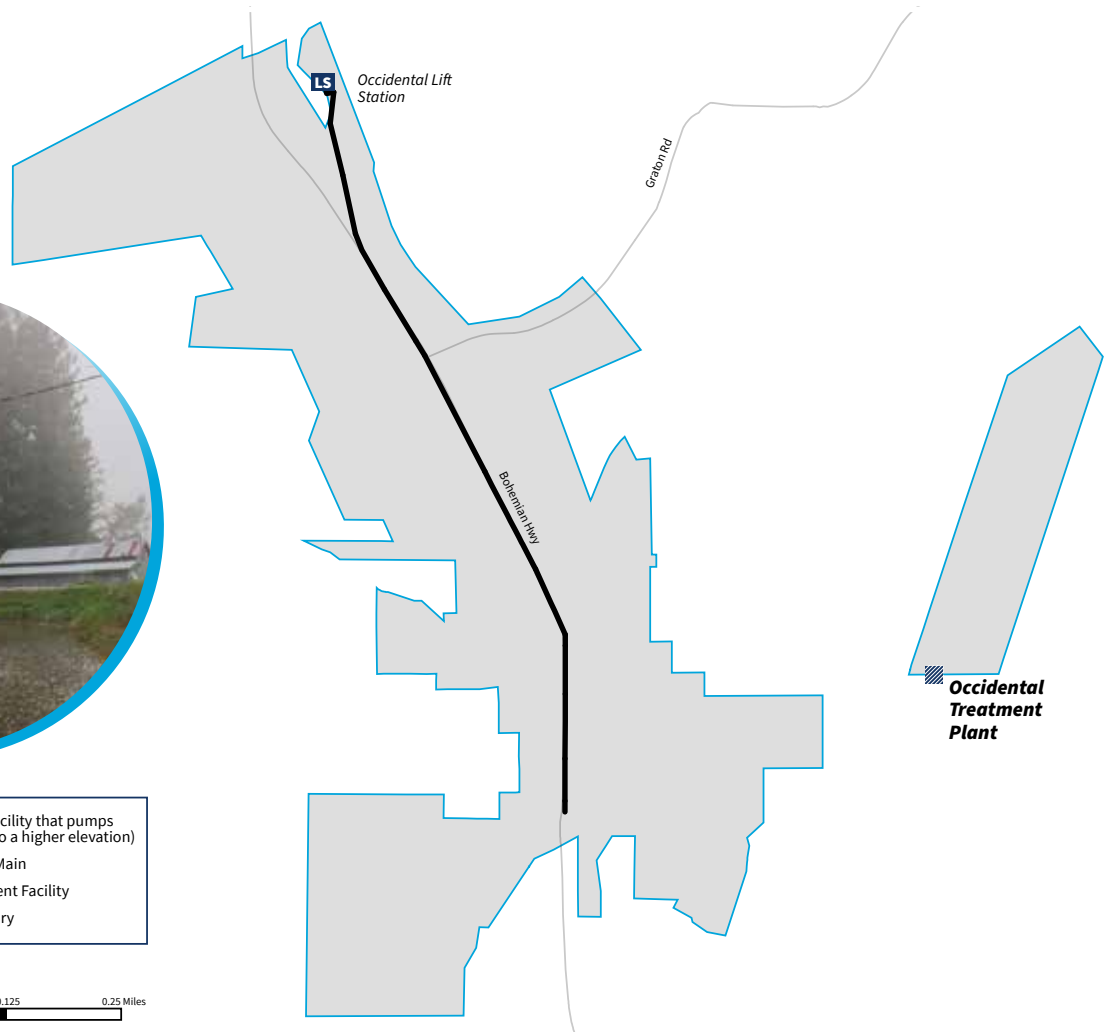 LS
Occidental Lift
Station
Graton Rd
Bohemian Hwy
Occidental
Treatment
Plant
cility that pumps
o a higher elevation)
Main
ent Facility
ry
0.125
0.25 Miles